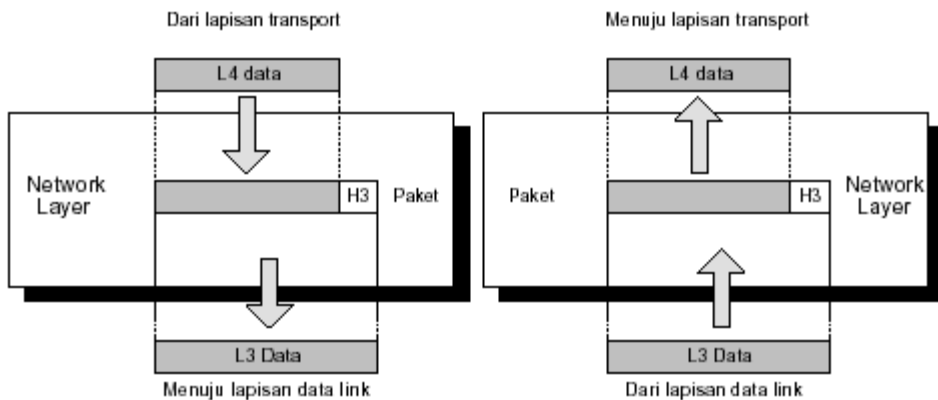 Dari lapisan transport
L4 data
Network
Layer
H3
Paket
L3 Data
Menuju lapisan data link
Menuju lapisan transport
L4 data
Paket
H3
Network
Layer
L3 Data
Dari lapisan data link